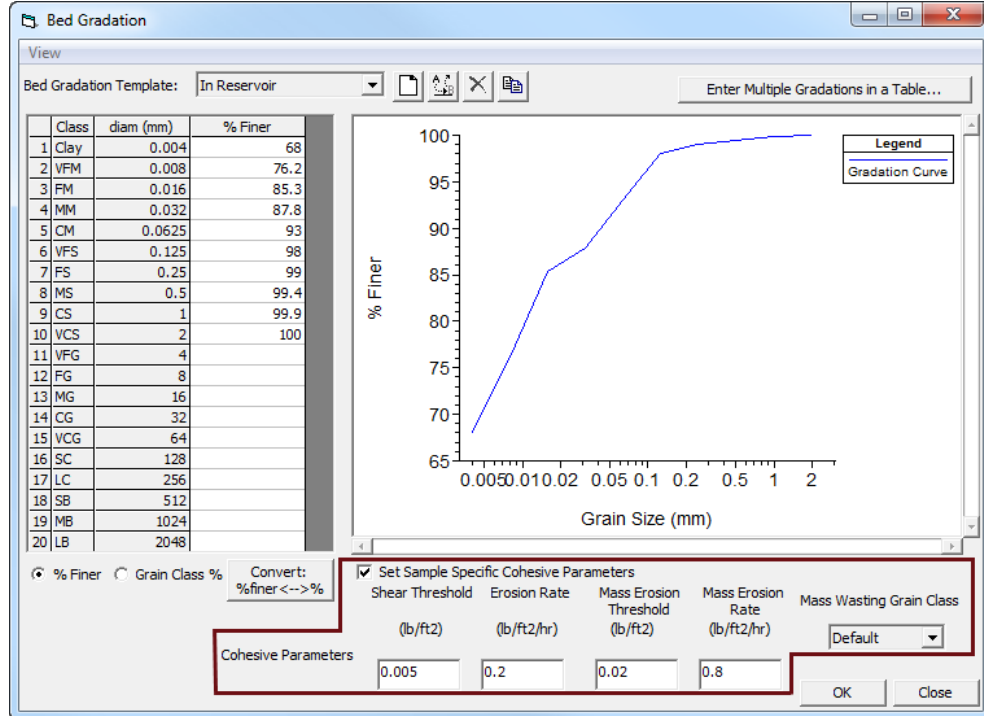 Bed Gradation
View
Bed Gradation Template: In Reservoir
Enter Multiple Gradations in a Table...
Class diam (mm) % Finer
1 Clay 0.004 68
2 VFM 0.008 76.2
3 FM 0.016 85.3
4 MM 0.032 87.8
5 CM 0.0625 93
6 VFS 0.125 98
7 FS 0.25 99
8 MS 0.5 99.4
9 CS 1 99.9
10 VCS 2 100
11 VFG 4
12 FG 8
13 MG 16
14 CG 32
15 VCG 64
16 SC 128
17 LC 256
18 SB 512
19 MB 1024
20 LB 2048
% Finer
100
95
90
85
80
75
70
65
0.005 0.01 0.02 0.05 0.1 0.2 0.5 1 2
Grain Size (mm)
Legend
Gradation Curve
% Finer Grain Class %
Convert:
%finer<-->%
Set Sample Specific Cohesive Parameters
Shear Threshold
(lb/ft2)
Erosion Rate
(lb/ft2/hr)
Mass Erosion
Threshold
(lb/ft2)
Mass Erosion
Rate
(lb/ft2/hr)
Mass Wasting Grain Class
Default
Cohesive Parameters
0.005 0.2 0.02 0.8
OK Close